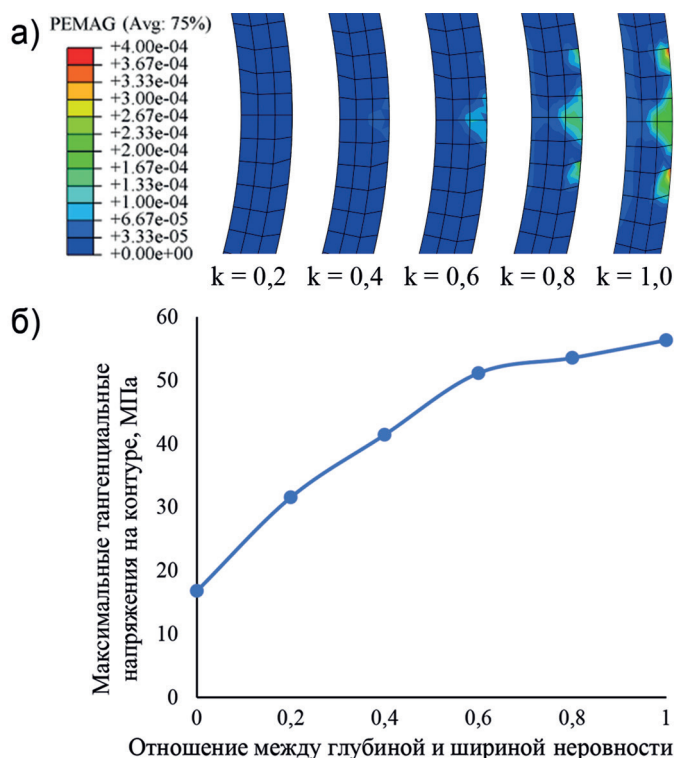 а)
PEMAG (Avg: 75%)
+4.00e-04
+3.67e-04
+3.33e-04
+3.00e-04
+2.67e-04
+2.33e-04
+2.00e-04
+1.67e-04
+1.33e-04
+1.00e-04
+6.67e-05
+3.33e-05
+0.00e+00
k = 0,2 k = 0,4 k = 0,6 k = 0,8 k = 1,0
б)
Максимальные тангенциальные
напряжения на контуре, МПа
60
50
40
30
20
10
0
0 0,2 0,4 0,6 0,8 1
Отношение между глубиной и шириной неровности